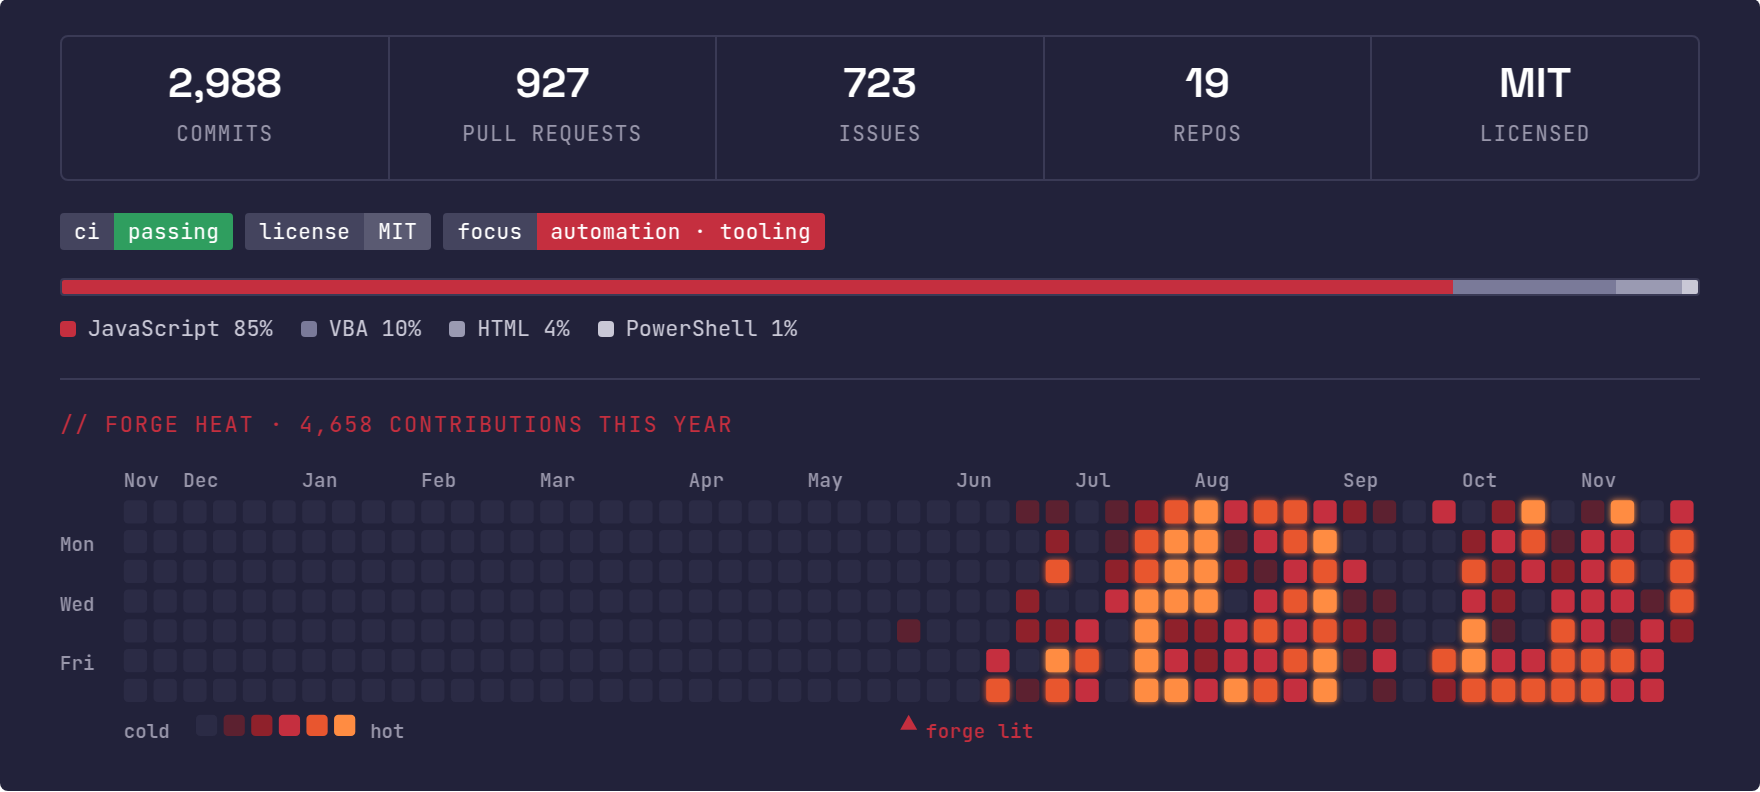 2,988 927 723 19 MIT
COMMITS PULL REQUESTS ISSUES REPOS LICENSED
ci passing license MIT focus automation · tooling
JavaScript 85% VBA 10% HTML 4% PowerShell 1%
// FORGE HEAT · 4,658 CONTRIBUTIONS THIS YEAR
Nov Dec Jan Feb Mar Apr May Jun Jul Aug Sep Oct Nov
Mon
Wed
Fri
cold hot forge lit